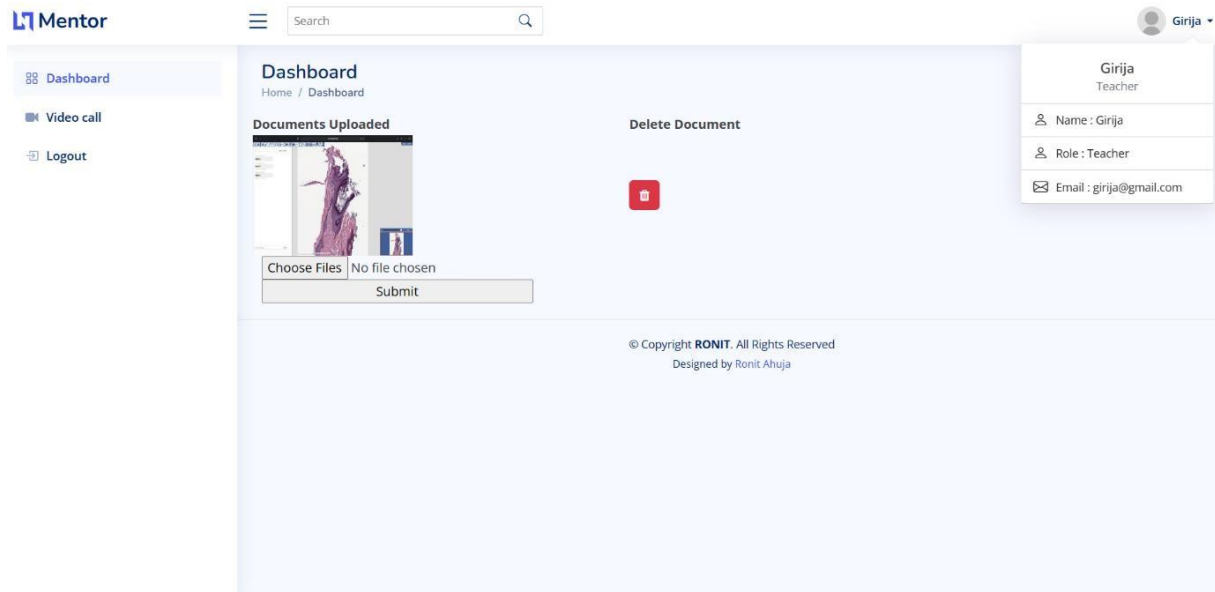 Mentor
Search
Girija
Dashboard
Video call
Logout
Dashboard
Home / Dashboard
Girija
Teacher
Name : Girija
Role : Teacher
Email : girija@gmail.com
Documents Uploaded
Delete Document
Choose Files No file chosen
Submit
© Copyright RONIT. All Rights Reserved
Designed by Ronit Ahuja